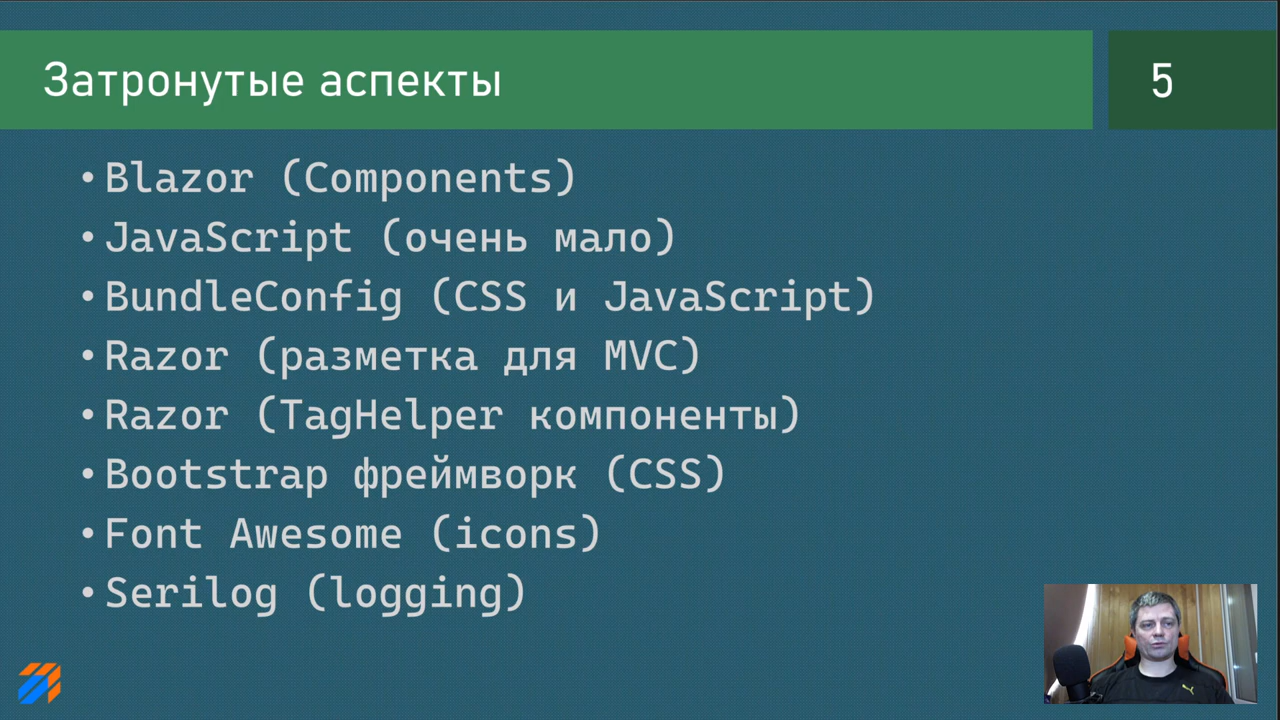 Затронутые аспекты
5
• Blazor (Components)
• JavaScript (очень мало)
• BundleConfig (CSS и JavaScript)
• Razor (разметка для MVC)
• Razor (TagHelper компоненты)
• Bootstrap фреймворк (CSS)
• Font Awesome (icons)
• Serilog (logging)